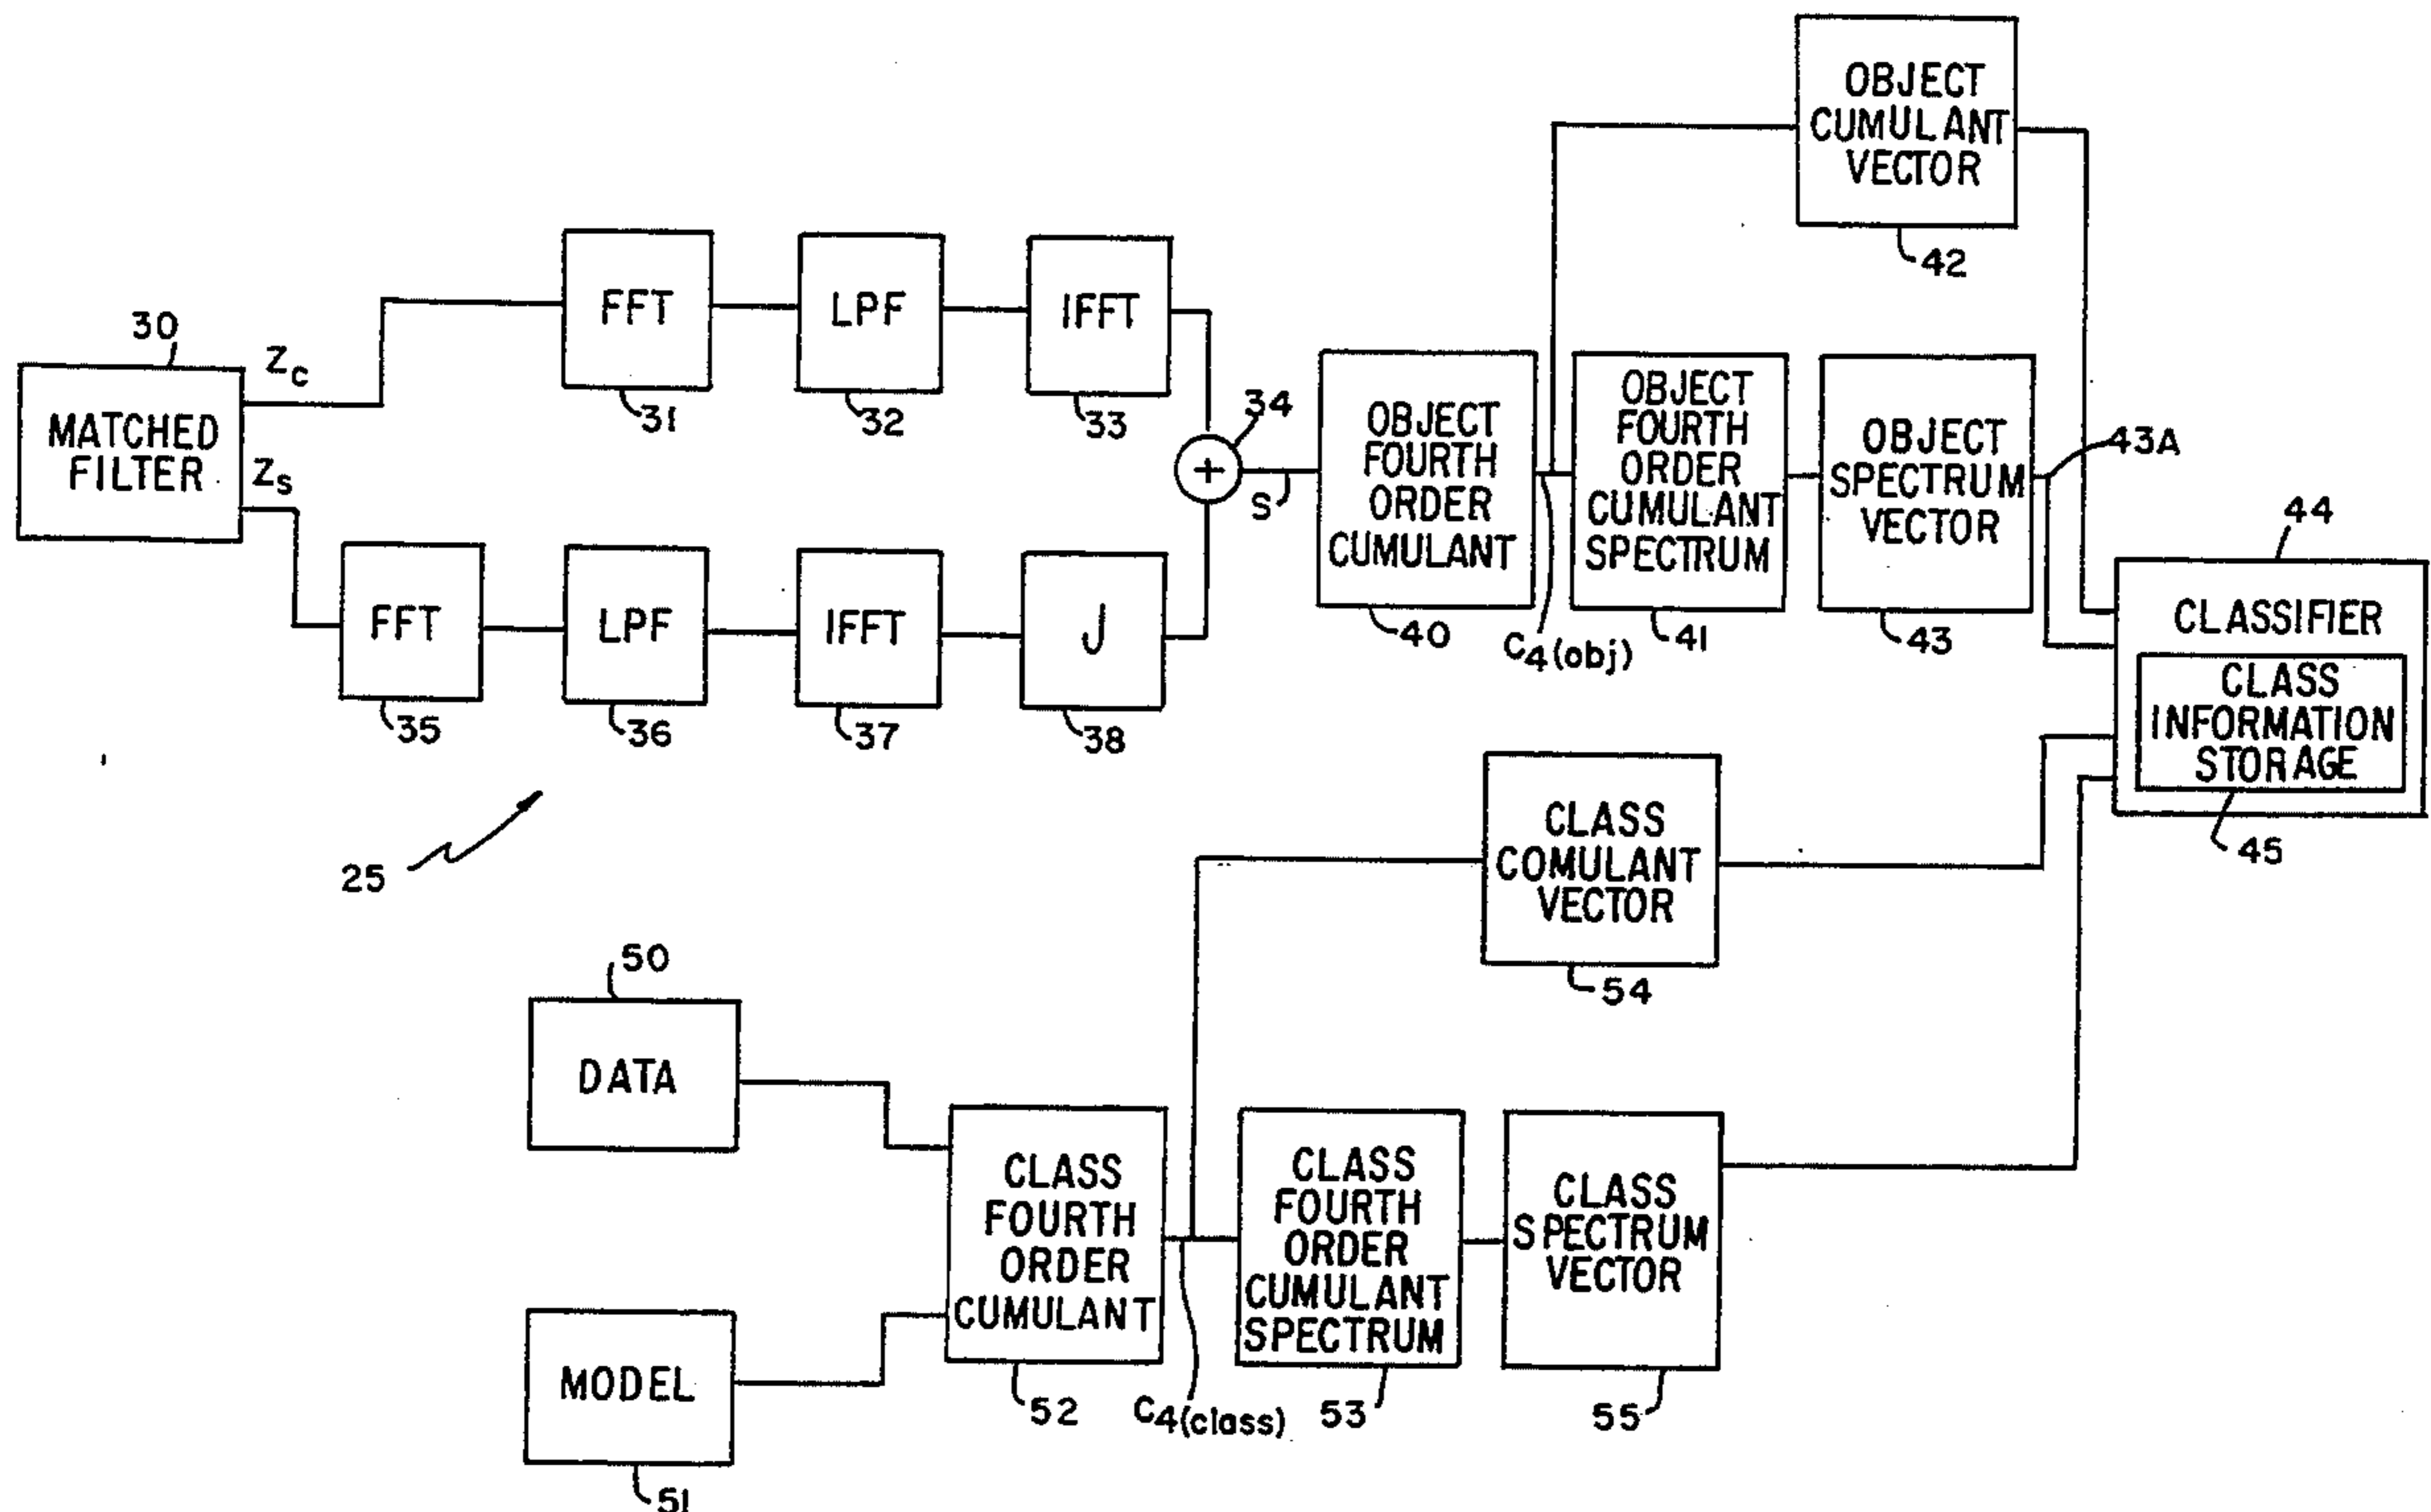 OBJECT
CUMULANT
VECTOR
42
FFT
31
LPF
32
IFFT
33
30
MATCHED
FILTER
Zc
Zs
34
+
S
FFT
35
LPF
36
IFFT
37
J
38
OBJECT
FOURTH
ORDER
CUMULANT
40
C4(obj)
OBJECT
FOURTH
ORDER
CUMULANT
SPECTRUM
41
OBJECT
SPECTRUM
VECTOR
43
43A
44
CLASSIFIER
CLASS
INFORMATION
STORAGE
45
25
CLASS
COMULANT
VECTOR
54
50
DATA
MODEL
51
CLASS
FOURTH
ORDER
CUMULANT
52
C4(class)
CLASS
FOURTH
ORDER
CUMULANT
SPECTRUM
53
CLASS
SPECTRUM
VECTOR
55